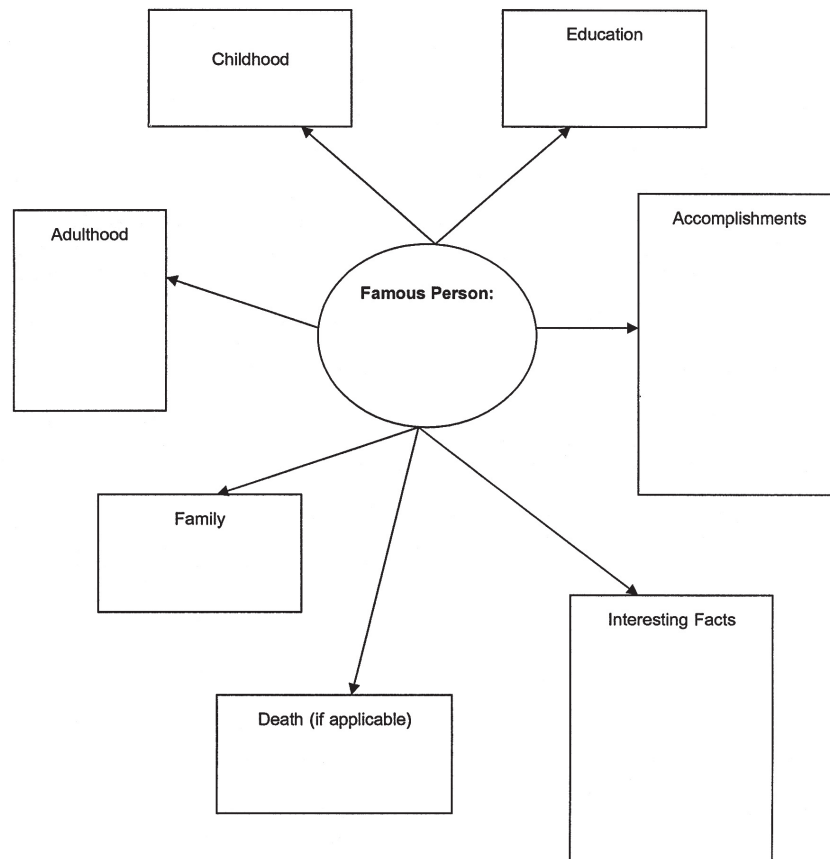 Childhood
Education
Adulthood
Accomplishments
Famous Person:
Family
Interesting Facts
Death (if applicable)